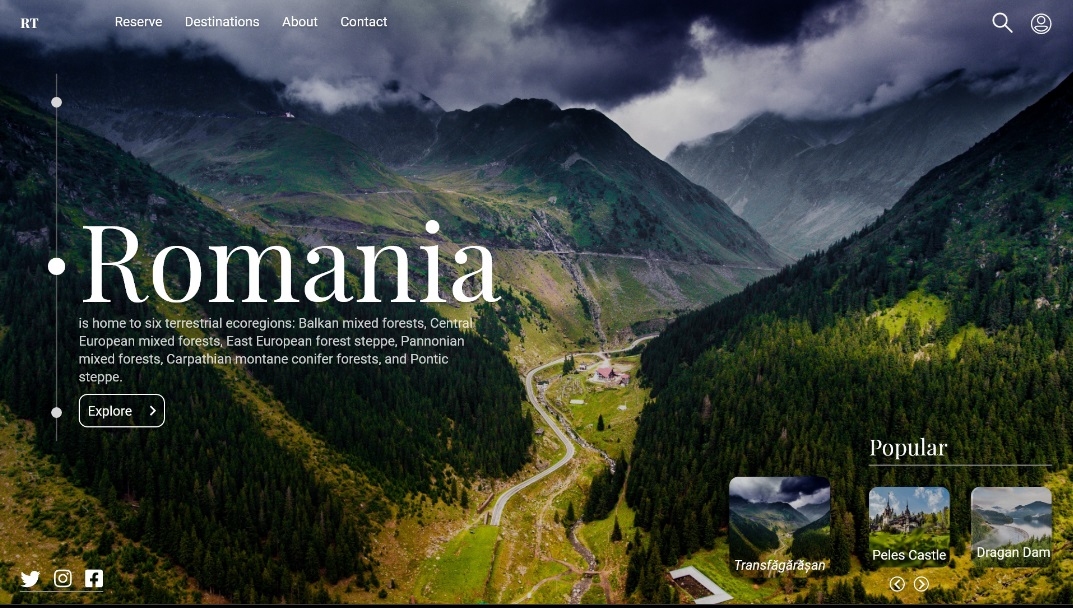 RT
Reserve
Destinations
About
Contact
Romania
is home to six terrestrial ecoregions: Balkan mixed forests, Central
European mixed forests, East European forest steppe, Pannonian
mixed forests, Carpathian montane conifer forests, and Pontic
steppe.
Explore
Popular
Transfăgărășan
Peles Castle
Dragan Dam